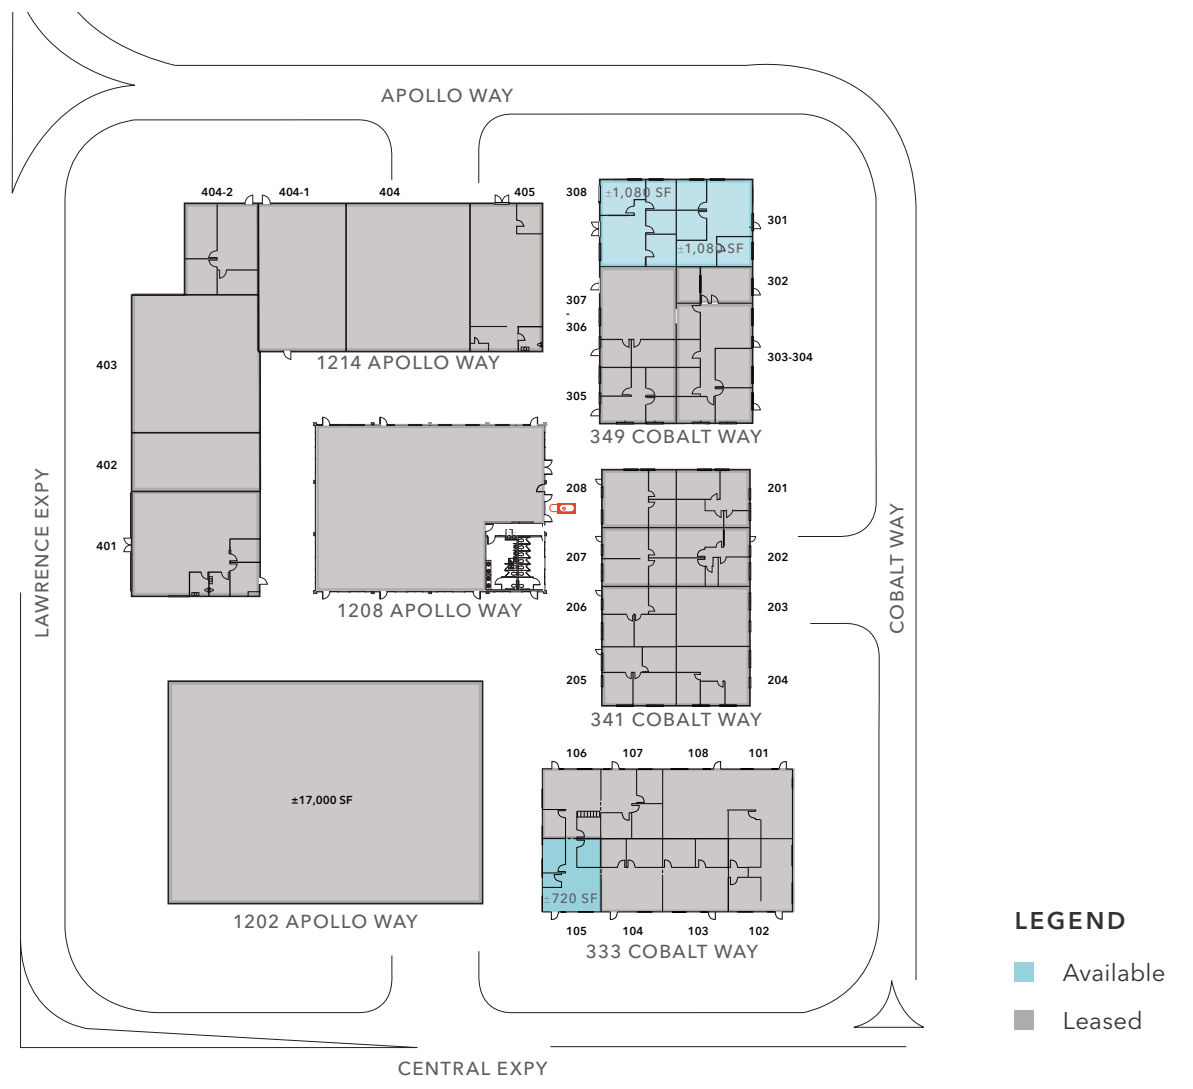 APOLLO WAY
404-2
404-1
404
405
308
±1,080 SF
301
±1,080 SF
302
307
-
306
303-304
305
349 COBALT WAY
403
1214 APOLLO WAY
402
401
1208 APOLLO WAY
208
201
207
202
206
203
205
204
341 COBALT WAY
LAWRENCE EXPY
COBALT WAY
±17,000 SF
1202 APOLLO WAY
106
107
108
101
±720 SF
105
104
103
102
333 COBALT WAY
LEGEND
Available
Leased
CENTRAL EXPY